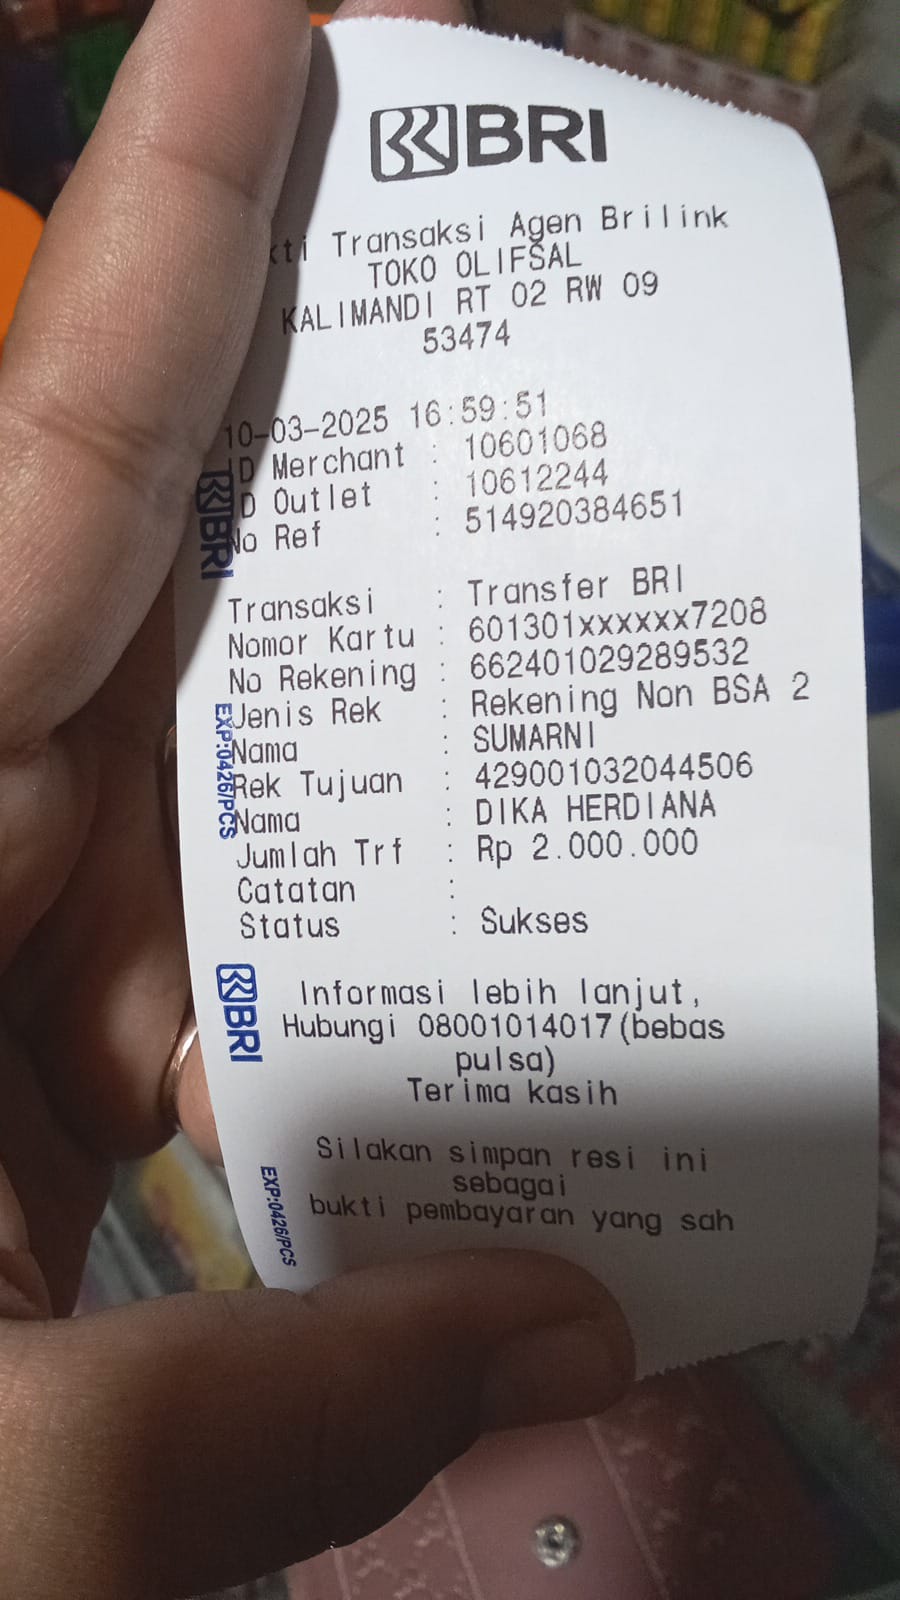 BRI
Transaksi Agen Brilink
TOKO OLIFSAL
KALIMANDI RT 02 RW 09
53474
10-03-2025 16:59:51
ID Merchant : 10601068
ID Outlet : 10612244
No Ref : 514920384651
Transaksi : Transfer BRI
Nomor Kartu : 601301xxxxxx7208
No Rekening : 662401029289532
Jenis Rek : Rekening Non BSA 2
Nama : SUMARNI
Rek Tujuan : 429001032044506
Nama : DIKA HERDIANA
Jumlah Trf : Rp 2.000.000
Catatan :
Status : Sukses
Informasi lebih lanjut,
Hubungi 08001014017(bebas
pulsa)
Terima kasih
Silakan simpan resi ini
sebagai
bukti pembayaran yang sah
BRI
EXP:0426/PCS
BRI
EXP:0426/PCS